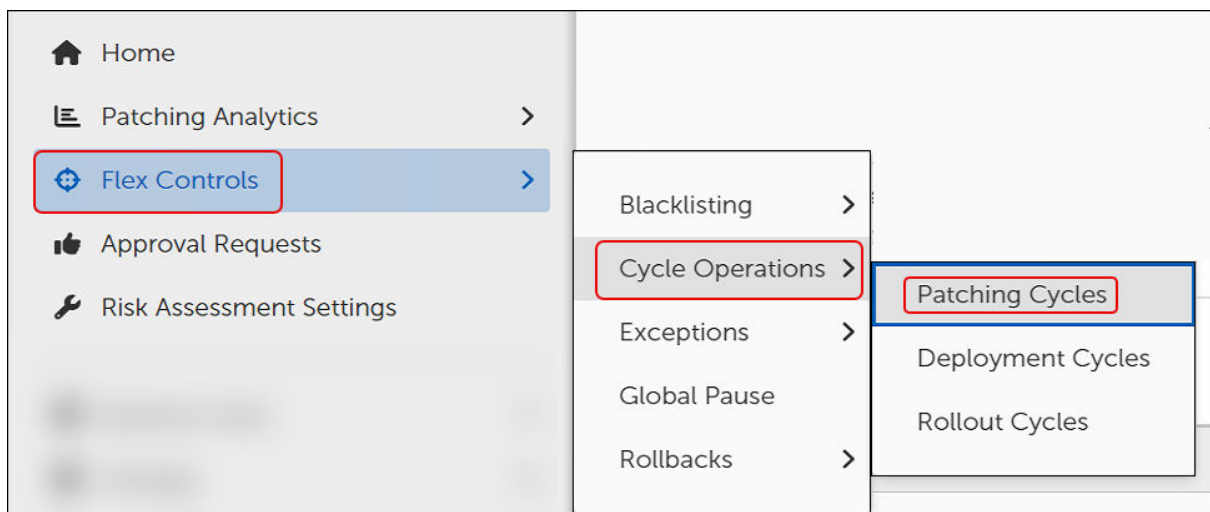 Home
Patching Analytics
Flex Controls
Approval Requests
Risk Assessment Settings
Blacklisting
Cycle Operations
Exceptions
Global Pause
Rollbacks
Patching Cycles
Deployment Cycles
Rollout Cycles